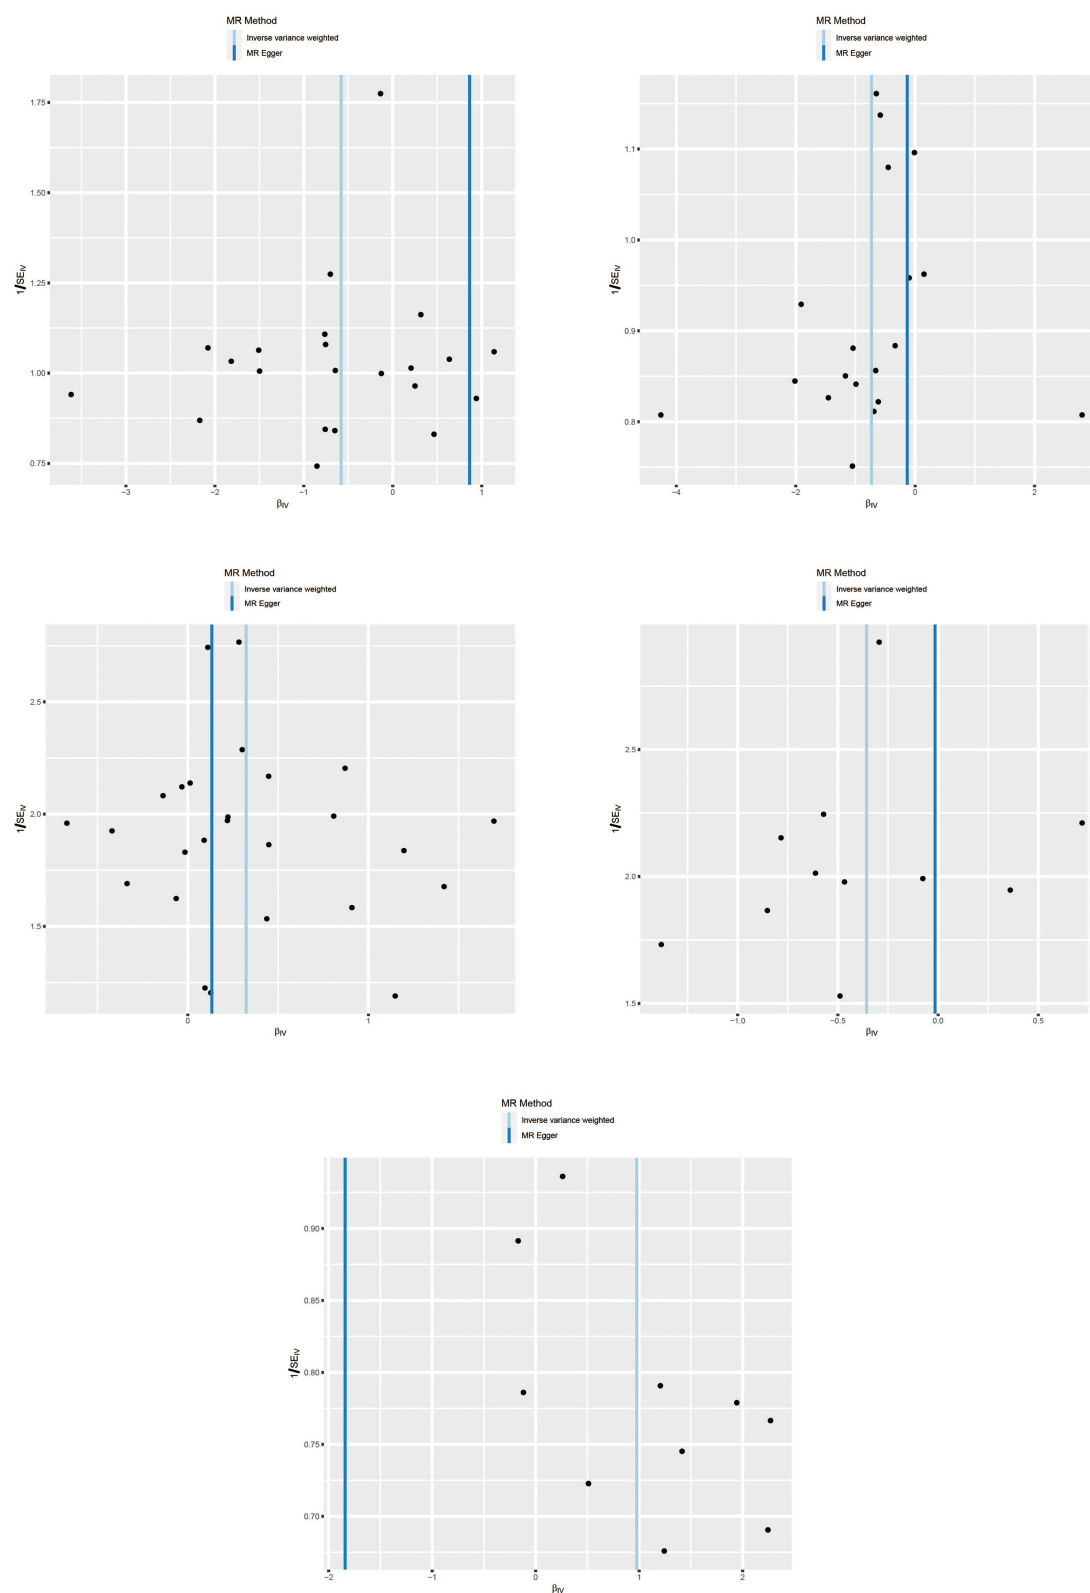 MR Method
Inverse variance weighted
MR Egger
1.75
1.50
1.25
1.00
0.75
1/SE_IV
−3 −2 −1 0 1
β_IV
MR Method
Inverse variance weighted
MR Egger
1.1
1.0
0.9
0.8
1/SE_IV
−4 −2 0 2
β_IV
MR Method
Inverse variance weighted
MR Egger
2.5
2.0
1.5
1/SE_IV
0 1
β_IV
MR Method
Inverse variance weighted
MR Egger
2.5
2.0
1.5
1/SE_IV
−1.0 −0.5 0.0 0.5
β_IV
MR Method
Inverse variance weighted
MR Egger
0.90
0.85
0.80
0.75
0.70
1/SE_IV
−2 −1 0 1 2
β_IV